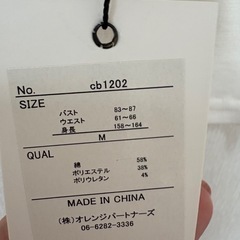 No. cb1202
SIZE
バスト 83~87
ウエスト 61~66
身長 158~164
M
QUAL
綿 58%
ポリエステル 38%
ポリウレタン 4%
MADE IN CHINA
(株)オレンジパートナーズ
06-6282-3336